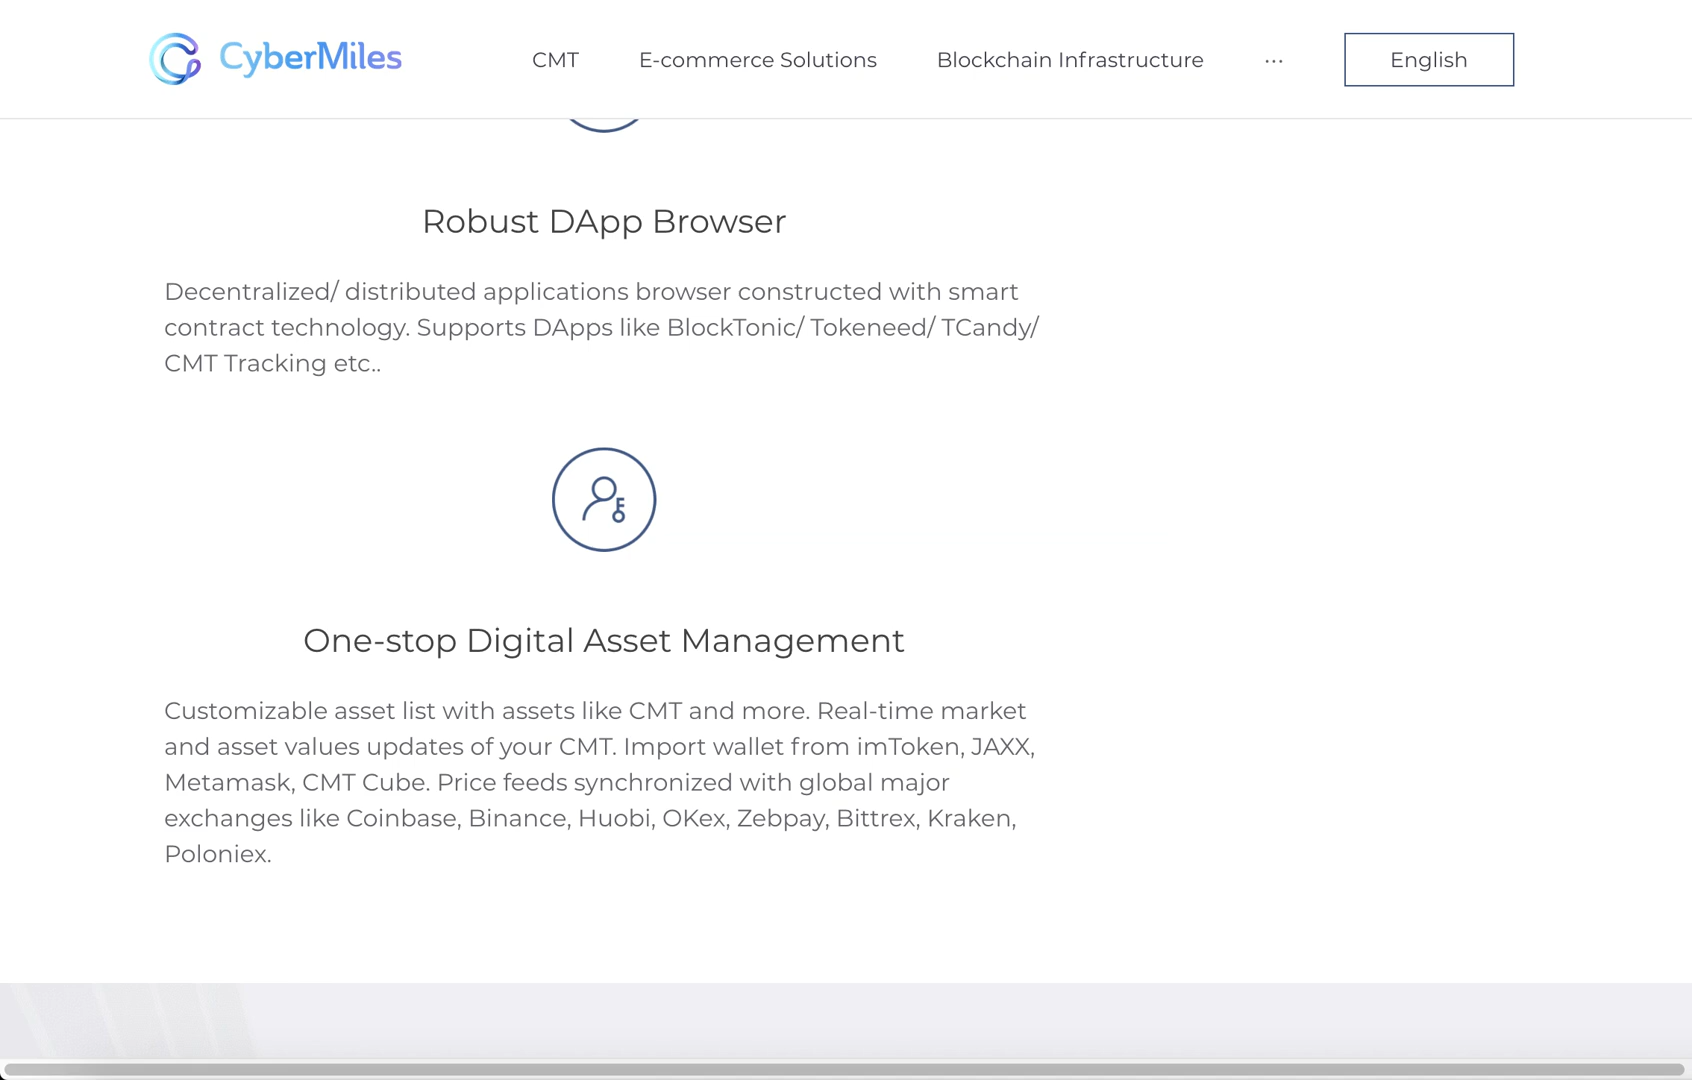 CyberMiles
CMT
E-commerce Solutions
Blockchain Infrastructure
...
English
Robust DApp Browser
Decentralized/ distributed applications browser constructed with smart
contract technology. Supports DApps like BlockTonic/ Tokeneed/ TCandy/
CMT Tracking etc..
One-stop Digital Asset Management
Customizable asset list with assets like CMT and more. Real-time market
and asset values updates of your CMT. Import wallet from imToken, JAXX,
Metamask, CMT Cube. Price feeds synchronized with global major
exchanges like Coinbase, Binance, Huobi, OKex, Zebpay, Bittrex, Kraken,
Poloniex.